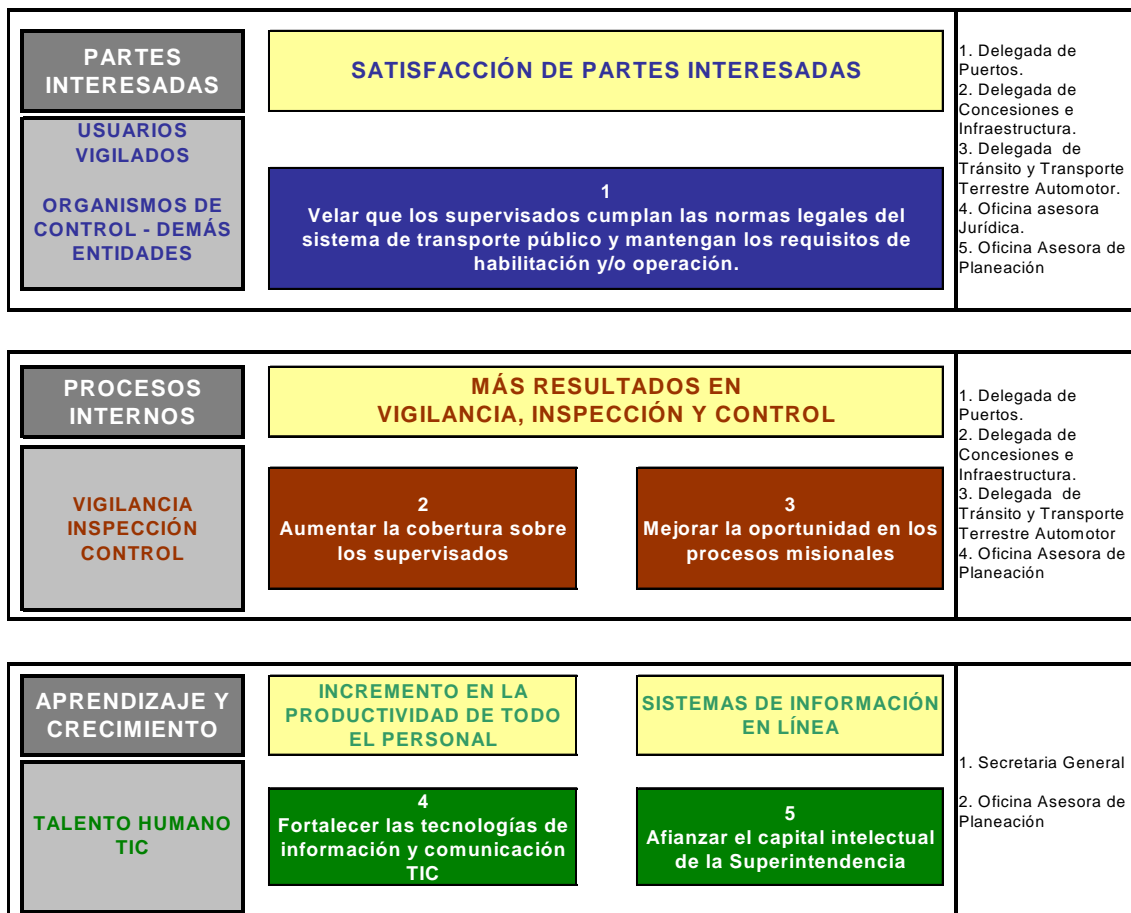 PARTES
INTERESADAS
SATISFACCIÓN DE PARTES INTERESADAS
USUARIOS
VIGILADOS
ORGANISMOS DE
CONTROL - DEMÁS
ENTIDADES
1
Velar que los supervisados cumplan las normas legales del
sistema de transporte público y mantengan los requisitos de
habilitación y/o operación.
1. Delegada de
Puertos.
2. Delegada de
Concesiones e
Infraestructura.
3. Delegada de
Tránsito y Transporte
Terrestre Automotor.
4. Oficina asesora
Jurídica.
5. Oficina Asesora de
Planeación
PROCESOS
INTERNOS
MÁS RESULTADOS EN
VIGILANCIA, INSPECCIÓN Y CONTROL
VIGILANCIA
INSPECCIÓN
CONTROL
2
Aumentar la cobertura sobre
los supervisados
3
Mejorar la oportunidad en los
procesos misionales
1. Delegada de
Puertos.
2. Delegada de
Concesiones e
Infraestructura.
3. Delegada de
Tránsito y Transporte
Terrestre Automotor
4. Oficina Asesora de
Planeación
APRENDIZAJE Y
CRECIMIENTO
INCREMENTO EN LA
PRODUCTIVIDAD DE TODO
EL PERSONAL
SISTEMAS DE INFORMACIÓN
EN LÍNEA
TALENTO HUMANO
TIC
4
Fortalecer las tecnologías de
información y comunicación
TIC
5
Afianzar el capital intelectual
de la Superintendencia
1. Secretaria General
2. Oficina Asesora de
Planeación